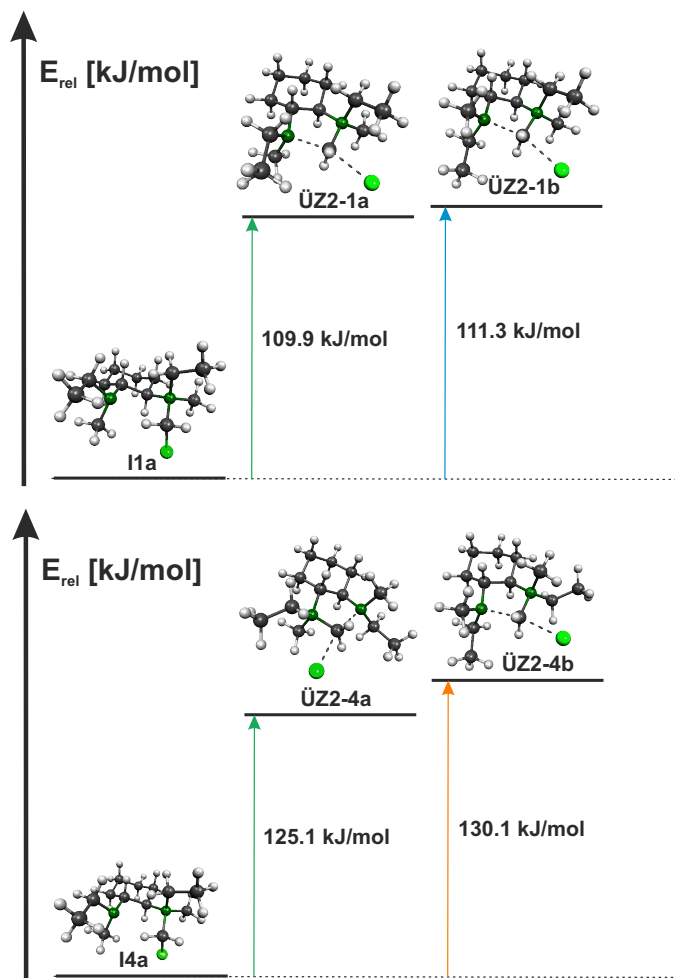 E_rel [kJ/mol]
ÜZ2-1a
ÜZ2-1b
109.9 kJ/mol
111.3 kJ/mol
I1a
E_rel [kJ/mol]
ÜZ2-4a
ÜZ2-4b
125.1 kJ/mol
130.1 kJ/mol
I4a